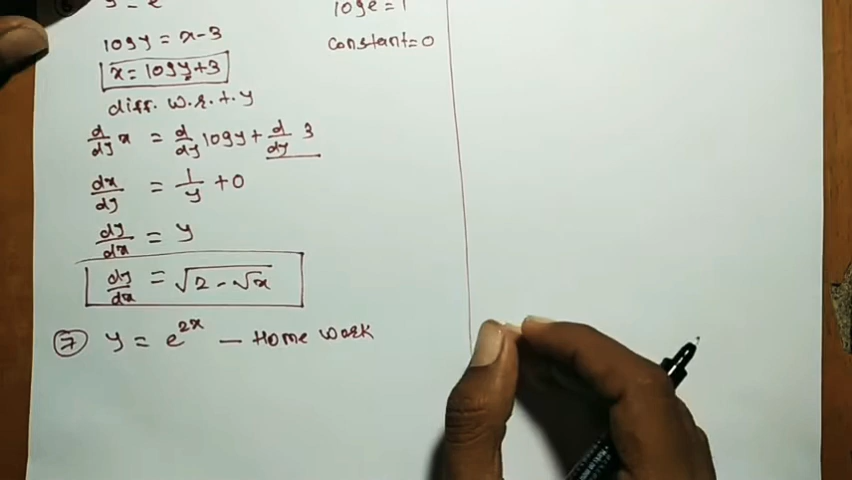 log y = x-3
x = log y + 3
diff. w.r.t. y
d/dy x = d/dy log y + d/dy 3
dx/dy = 1/y + 0
dy/dx = y
dy/dx = √2-√x
⑦ y = e^2x — Home work
log e = 1
constant = 0